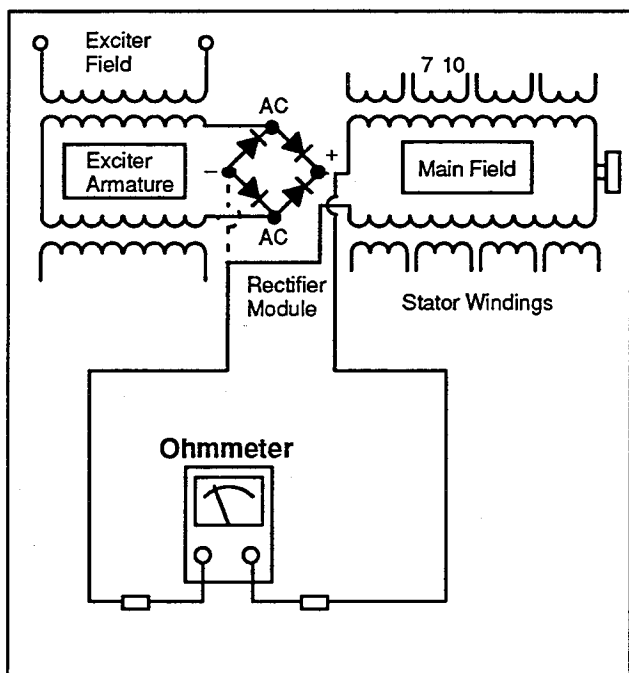 Exciter
Field
7 10
AC
Exciter
Armature
− +
Main Field
AC
Rectifier
Module
Stator Windings
Ohmmeter